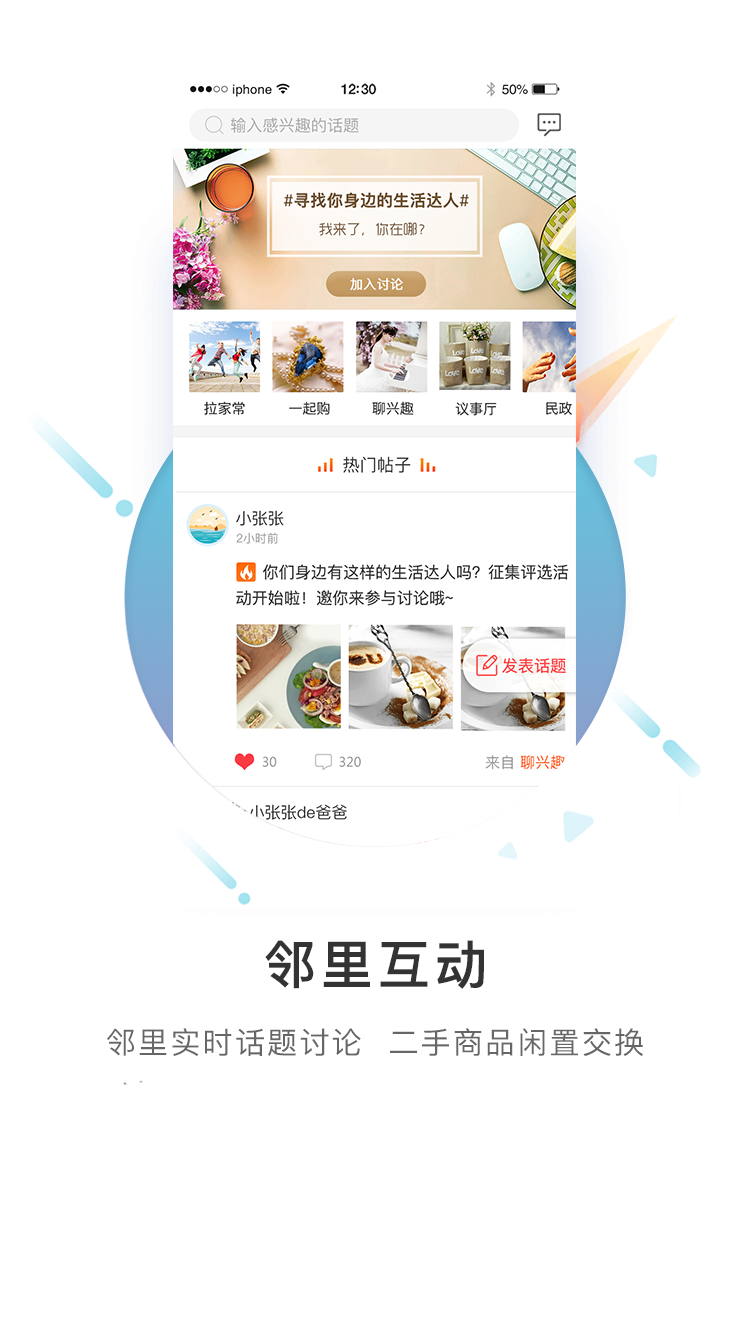 iphone 12:30 50%
输入感兴趣的话题
#寻找你身边的生活达人#
我来了，你在哪？
加入讨论
拉家常 一起购 聊兴趣 议事厅 民政
热门帖子
小张张
2小时前
你们身边有这样的生活达人吗？征集评选活
动开始啦！邀你来参与讨论哦~
发表话题
30 320 来自 聊兴趣
小张张de爸爸
邻里互动
邻里实时话题讨论 二手商品闲置交换